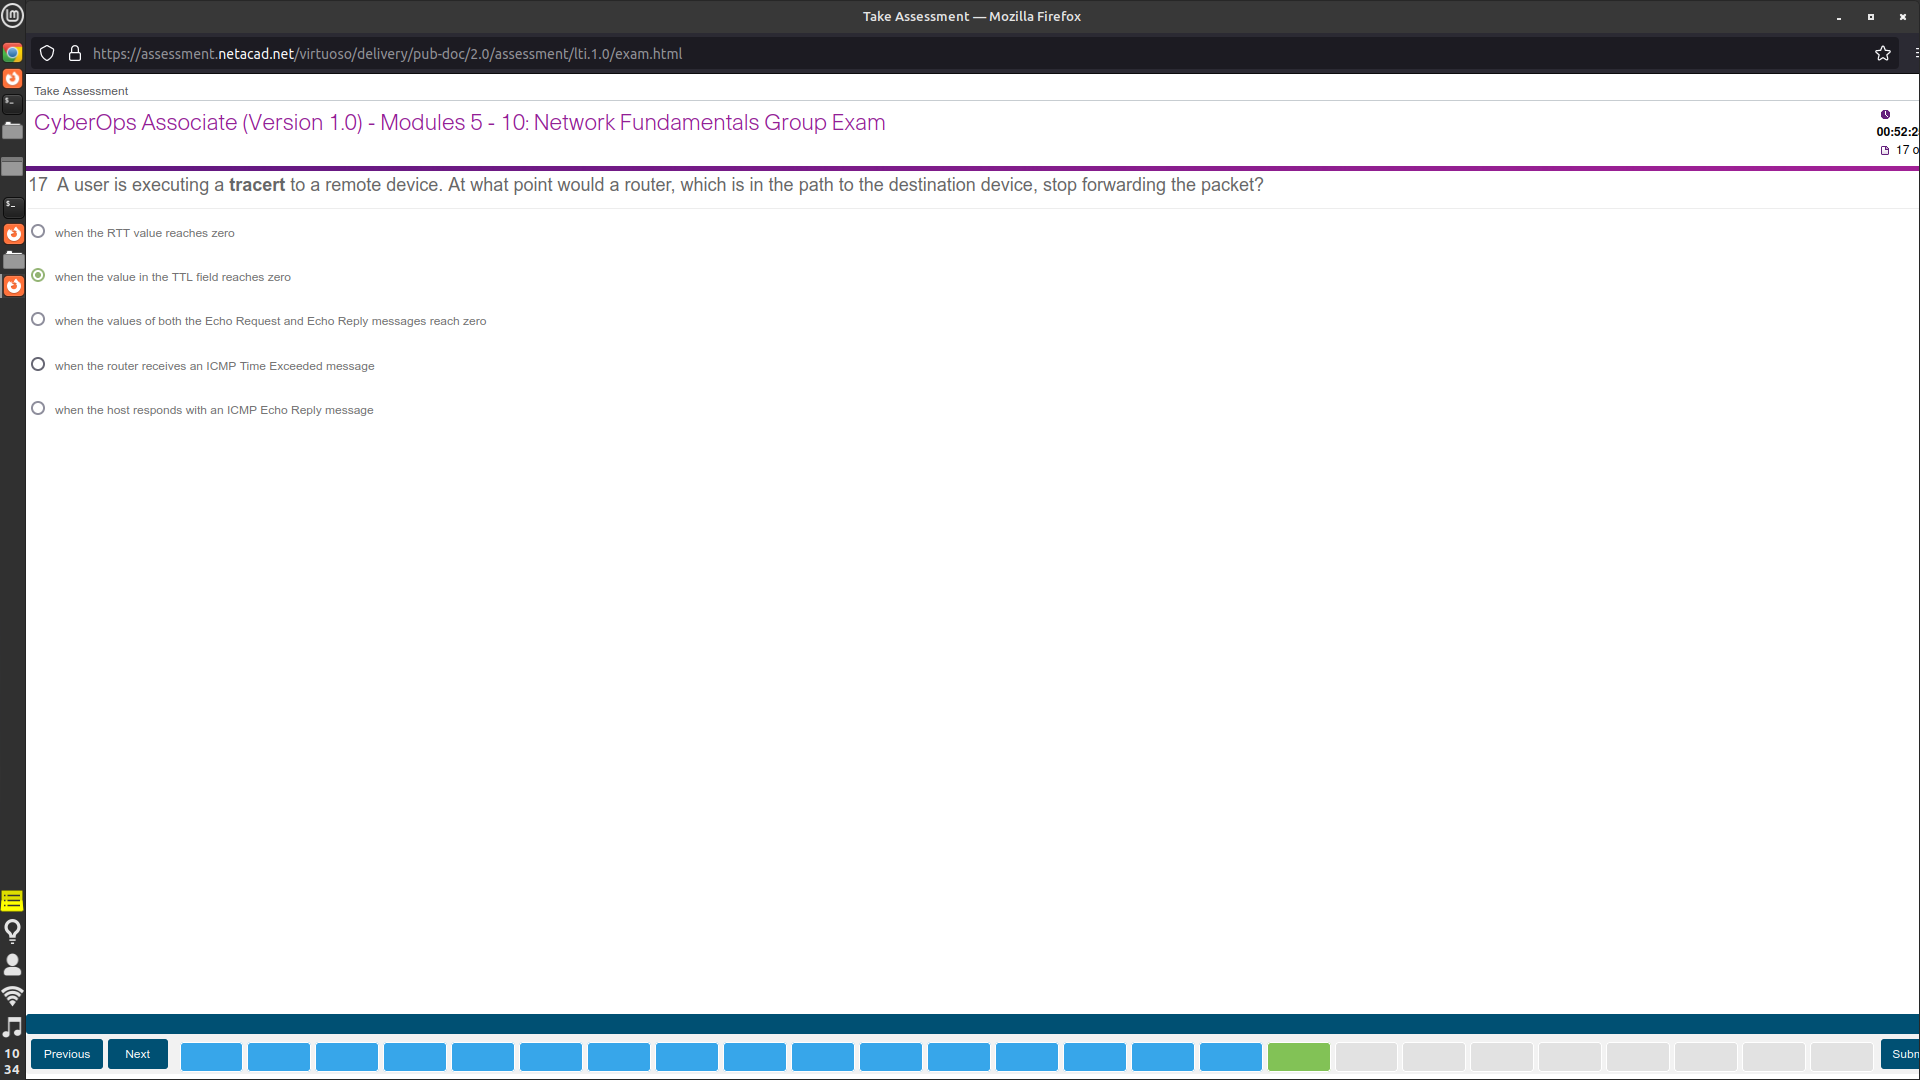 Take Assessment — Mozilla Firefox
https://assessment.netacad.net/virtuoso/delivery/pub-doc/2.0/assessment/lti.1.0/exam.html
Take Assessment
CyberOps Associate (Version 1.0) - Modules 5 - 10: Network Fundamentals Group Exam
00:52:2
17 o
17 A user is executing a tracert to a remote device. At what point would a router, which is in the path to the destination device, stop forwarding the packet?
when the RTT value reaches zero
when the value in the TTL field reaches zero
when the values of both the Echo Request and Echo Reply messages reach zero
when the router receives an ICMP Time Exceeded message
when the host responds with an ICMP Echo Reply message
10
34
Previous
Next
Subm